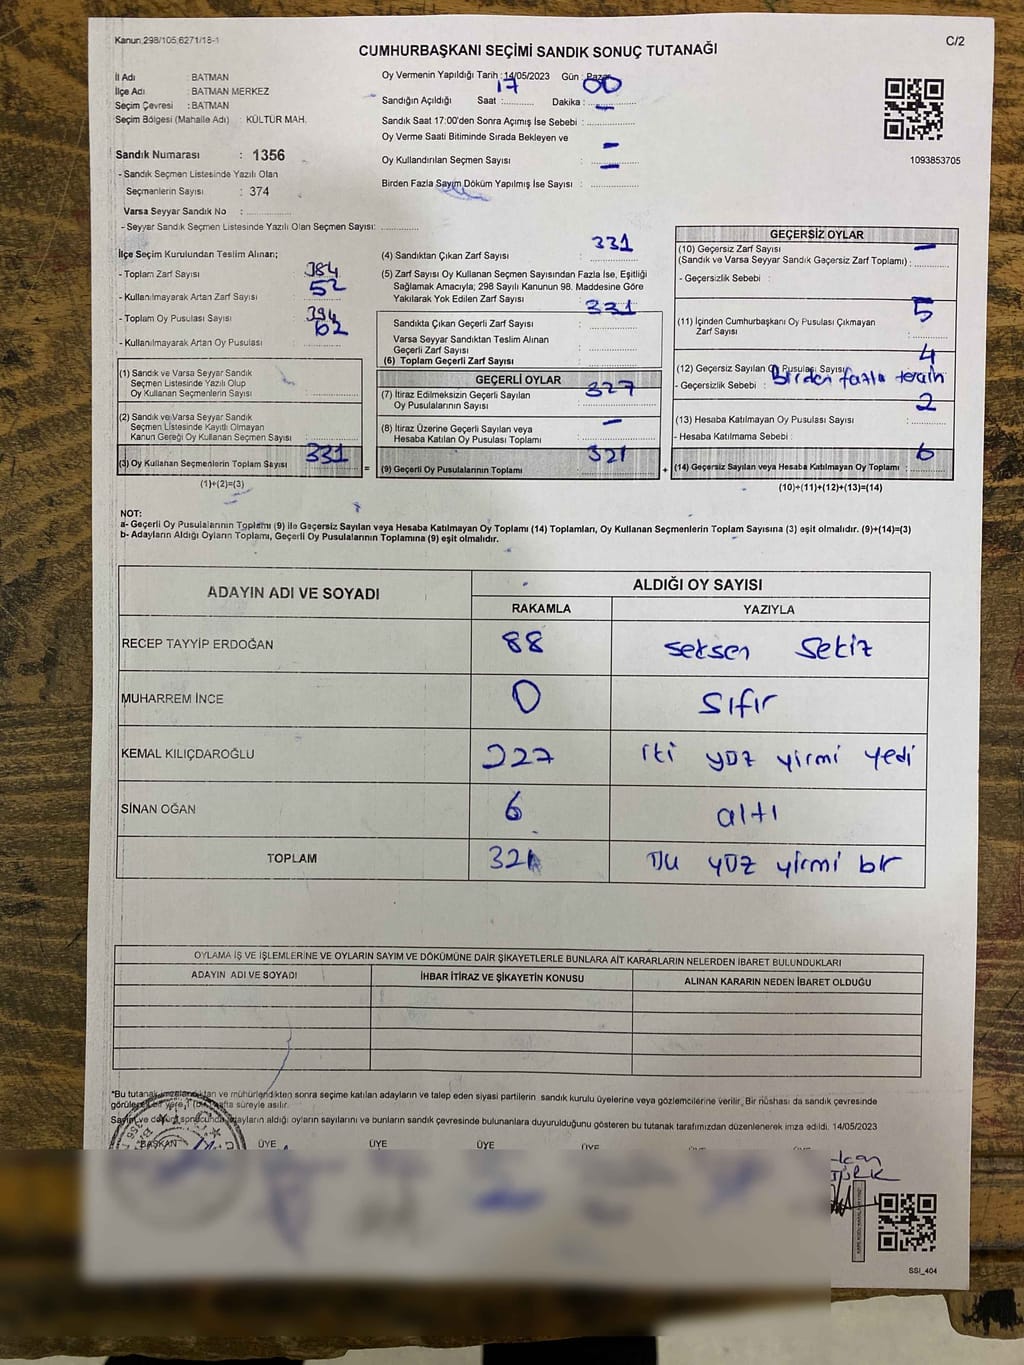 Kanun;298/105;6271/18-1
C/2
CUMHURBAŞKANI SEÇİMİ SANDIK SONUÇ TUTANAĞI
İl Adı : BATMAN
İlçe Adı : BATMAN MERKEZ
Seçim Çevresi : BATMAN
Seçim Bölgesi (Mahalle Adı) : KÜLTÜR MAH.
Sandık Numarası : 1356
- Sandık Seçmen Listesinde Yazılı Olan
Seçmenlerin Sayısı : 374
Varsa Seyyar Sandık No :
- Seyyar Sandık Seçmen Listesinde Yazılı Olan Seçmen Sayısı:
Oy Vermenin Yapıldığı Tarih : 14/05/2023 Gün : Pazar
Sandığın Açıldığı Saat : 17 Dakika : 00
Sandık Saat 17:00'den Sonra Açımış İse Sebebi : —
Oy Verme Saati Bitiminde Sırada Bekleyen ve
Oy Kullandırılan Seçmen Sayısı : —
Birden Fazla Sayım Döküm Yapılmış İse Sayısı : —
1093853705
İlçe Seçim Kurulundan Teslim Alınan;
- Toplam Zarf Sayısı : 384
- Kullanılmayarak Artan Zarf Sayısı : 52
- Toplam Oy Pusulası Sayısı : 394
- Kullanılmayarak Artan Oy Pusulası : 62
(1) Sandık ve Varsa Seyyar Sandık
Seçmen Listesinde Yazılı Olup
Oy Kullanan Seçmenlerin Sayısı
(2) Sandık ve Varsa Seyyar Sandık
Seçmen Listesinde Kayıtlı Olmayan
Kanun Gereği Oy Kullanan Seçmen Sayısı
(3) Oy Kullanan Seçmenlerin Toplam Sayısı : 331
(1)+(2)=(3)
(4) Sandıktan Çıkan Zarf Sayısı : 331
(5) Zarf Sayısı Oy Kullanan Seçmen Sayısından Fazla İse, Eşitliği
Sağlamak Amacıyla; 298 Sayılı Kanunun 98. Maddesine Göre
Yakılarak Yok Edilen Zarf Sayısı :
Sandıkta Çıkan Geçerli Zarf Sayısı : 331
Varsa Seyyar Sandıktan Teslim Alınan
Geçerli Zarf Sayısı
(6) Toplam Geçerli Zarf Sayısı
GEÇERLİ OYLAR
(7) İtiraz Edilmeksizin Geçerli Sayılan
Oy Pusulalarının Sayısı : 327
(8) İtiraz Üzerine Geçerli Sayılan veya
Hesaba Katılan Oy Pusulası Toplamı : —
(9) Geçerli Oy Pusulalarının Toplamı : 321
GEÇERSİZ OYLAR
(10) Geçersiz Zarf Sayısı
(Sandık ve Varsa Seyyar Sandık Geçersiz Zarf Toplamı) : —
- Geçersizlik Sebebi :
(11) İçinden Cumhurbaşkanı Oy Pusulası Çıkmayan
Zarf Sayısı : 5
(12) Geçersiz Sayılan Oy Pusulası Sayısı : 4
- Geçersizlik Sebebi : Birden fazla tercih
(13) Hesaba Katılmayan Oy Pusulası Sayısı : 2
- Hesaba Katılmama Sebebi :
(14) Geçersiz Sayılan veya Hesaba Katılmayan Oy Toplamı : 6
(10)+(11)+(12)+(13)=(14)
NOT:
a- Geçerli Oy Pusulalarının Toplamı (9) ile Geçersiz Sayılan veya Hesaba Katılmayan Oy Toplamı (14) Toplamları, Oy Kullanan Seçmenlerin Toplam Sayısına (3) eşit olmalıdır. (9)+(14)=(3)
b- Adayların Aldığı Oyların Toplamı, Geçerli Oy Pusulalarının Toplamına (9) eşit olmalıdır.
ADAYIN ADI VE SOYADI ALDIĞI OY SAYISI
RAKAMLA YAZIYLA
RECEP TAYYİP ERDOĞAN 88 seksen sekiz
MUHARREM İNCE 0 sıfır
KEMAL KILIÇDAROĞLU 227 iki yüz yirmi yedi
SİNAN OĞAN 6 altı
TOPLAM 321 üç yüz yirmi bir
OYLAMA İŞ VE İŞLEMLERİNE VE OYLARIN SAYIM VE DÖKÜMÜNE DAİR ŞİKAYETLERLE BUNLARA AİT KARARLARIN NELERDEN İBARET BULUNDUKLARI
ADAYIN ADI VE SOYADI İHBAR İTİRAZ VE ŞİKAYETİN KONUSU ALINAN KARARIN NEDEN İBARET OLDUĞU
*Bu tutanak imzalandıktan ve mühürlendikten sonra seçime katılan adayların ve talep eden siyasi partilerin sandık kurulu üyelerine veya gözlemcilerine verilir. Bir nüshası da sandık çevresinde
görülebilen yere, 1 (bir) hafta süreyle asılır.
Sayım ve döküm sonucunda adayların aldığı oyların sayılarını ve bunların sandık çevresinde bulunanlara duyurulduğunu gösteren bu tutanak tarafımızdan düzenlenerek imza edildi. 14/05/2023
BAŞKAN ÜYE ÜYE ÜYE ÜYE
SSI_404